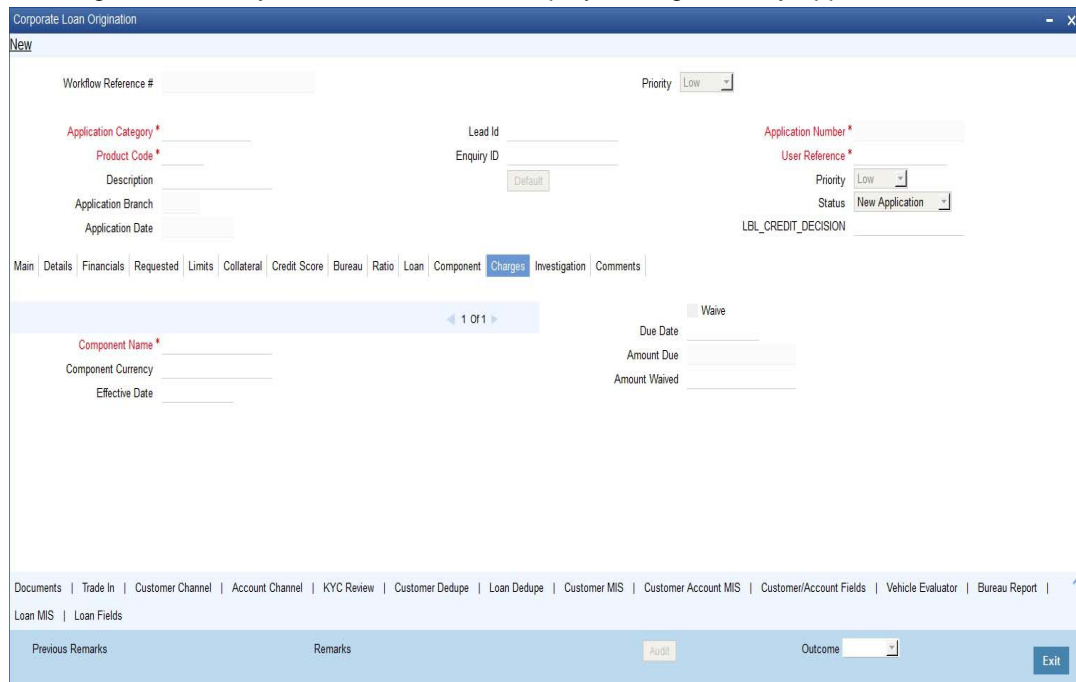 Corporate Loan Origination - x
New
Workflow Reference # Priority Low
Application Category * Lead Id Application Number *
Product Code * Enquiry ID User Reference *
Description Default Priority Low
Application Branch Status New Application
Application Date LBL_CREDIT_DECISION
Main Details Financials Requested Limits Collateral Credit Score Bureau Ratio Loan Component Charges Investigation Comments
1 Of 1 Waive
Due Date
Component Name * Amount Due
Component Currency Amount Waived
Effective Date
Documents | Trade In | Customer Channel | Account Channel | KYC Review | Customer Dedupe | Loan Dedupe | Customer MIS | Customer Account MIS | Customer/Account Fields | Vehicle Evaluator | Bureau Report |
Loan MIS | Loan Fields
Previous Remarks Remarks Audit Outcome
Exit